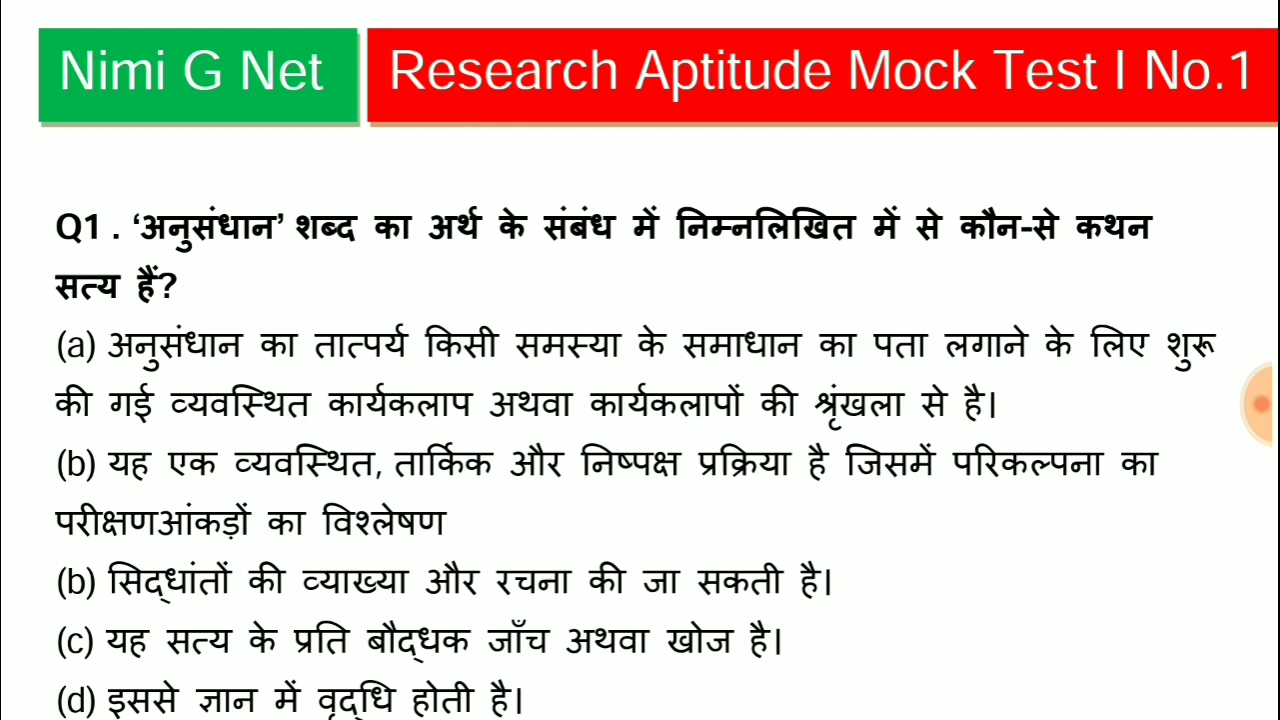 Nimi G Net
Research Aptitude Mock Test I No.1
Q1 . ‘अनुसंधान’ शब्द का अर्थ के संबंध में निम्नलिखित में से कौन-से कथन
सत्य हैं?
(a) अनुसंधान का तात्पर्य किसी समस्या के समाधान का पता लगाने के लिए शुरू
की गई व्यवस्थित कार्यकलाप अथवा कार्यकलापों की श्रृंखला से है।
(b) यह एक व्यवस्थित, तार्किक और निष्पक्ष प्रक्रिया है जिसमें परिकल्पना का
परीक्षणआंकड़ों का विश्लेषण
(b) सिद्धांतों की व्याख्या और रचना की जा सकती है।
(c) यह सत्य के प्रति बौद्धक जाँच अथवा खोज है।
(d) इससे ज्ञान में वृद्धि होती है।